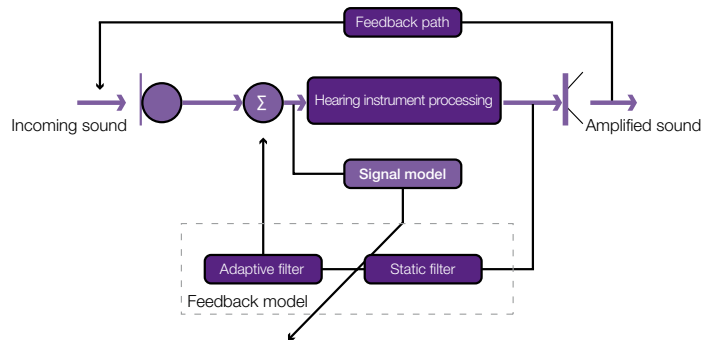 Feedback path
Σ
Hearing instrument processing
Incoming sound
Amplified sound
Signal model
Adaptive filter
Static filter
Feedback model